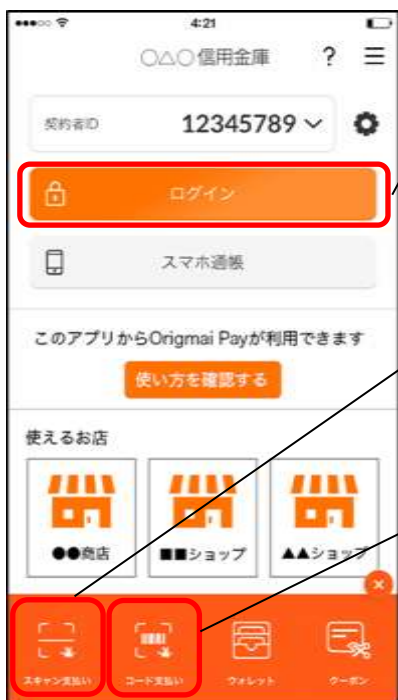 4:21
○△○信用金庫 ?
契約者ID 12345789
ログイン
スマホ通帳
このアプリからOrigmai Payが利用できます
使い方を確認する
使えるお店
●●商店 ■■ショップ ▲▲ショップ
×
スキャン支払い コード支払い ウォレット クーポン